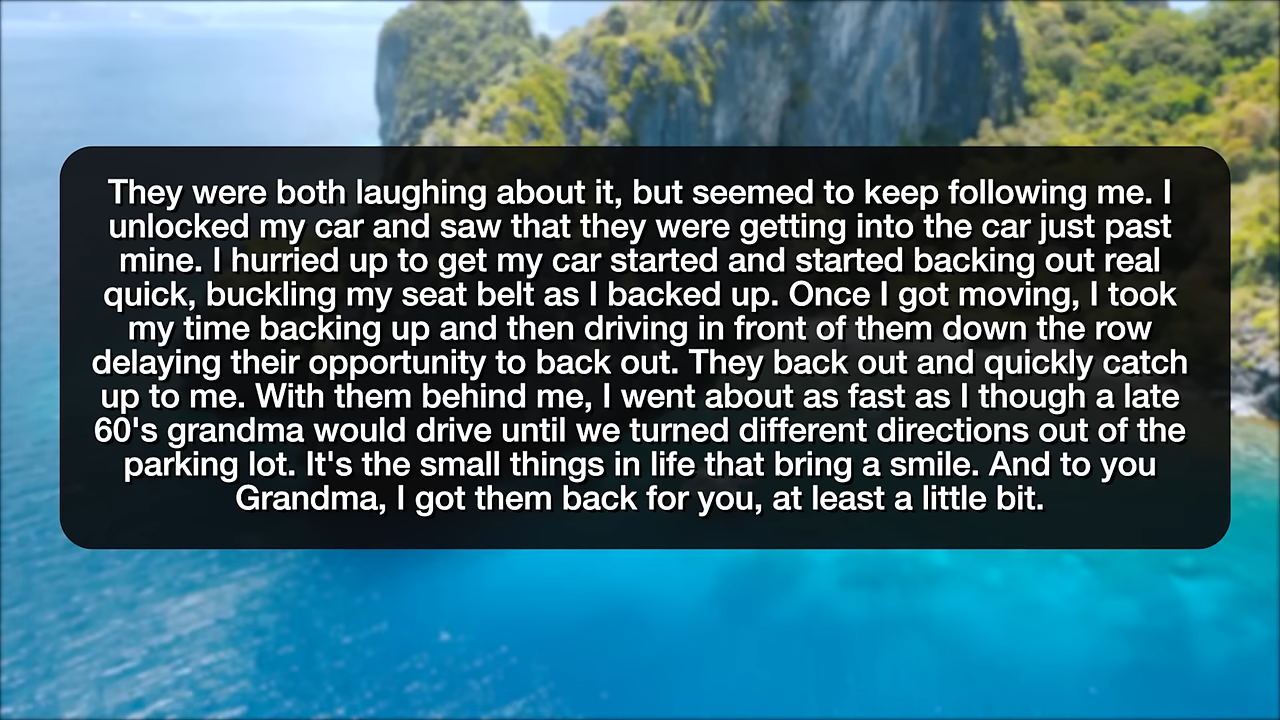 They were both laughing about it, but seemed to keep following me. I
unlocked my car and saw that they were getting into the car just past
mine. I hurried up to get my car started and started backing out real
quick, buckling my seat belt as I backed up. Once I got moving, I took
my time backing up and then driving in front of them down the row
delaying their opportunity to back out. They back out and quickly catch
up to me. With them behind me, I went about as fast as I though a late
60's grandma would drive until we turned different directions out of the
parking lot. It's the small things in life that bring a smile. And to you
Grandma, I got them back for you, at least a little bit.